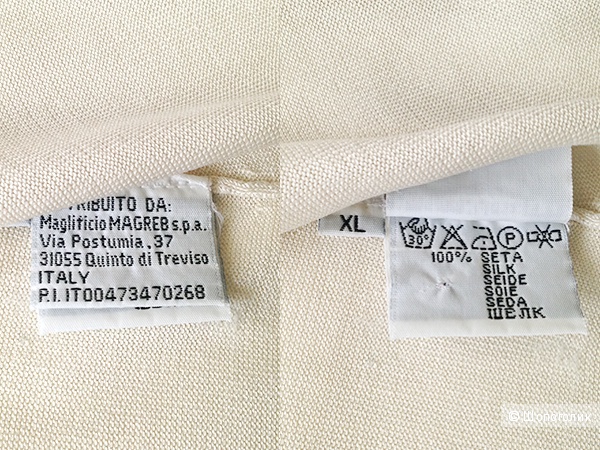 TRIBUITO DA:
Maglificio MAGREB s.p.a.
Via Postumia, 37
31055 Quinto di Treviso
ITALY
P.I. IT00473470268
XL
30°
P
100% SETA
SILK
SEIDE
SOIE
SEDA
ШЕЛК